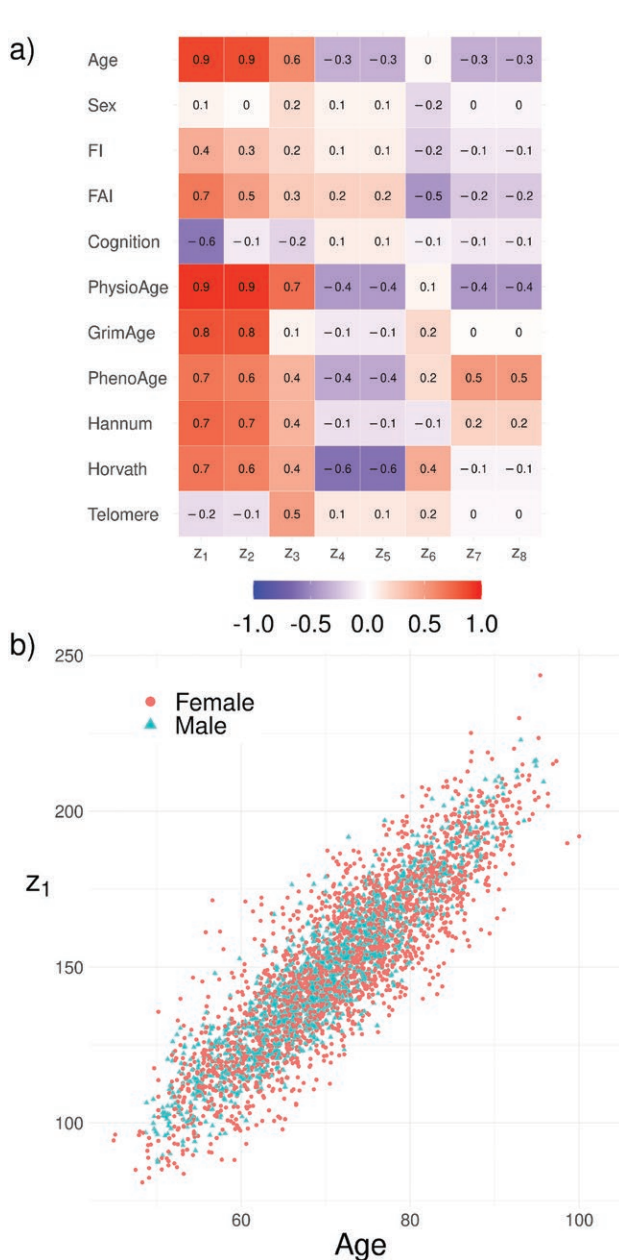 a)
Age 0.9 0.9 0.6 −0.3 −0.3 0 −0.3 −0.3
Sex 0.1 0 0.2 0.1 0.1 −0.2 0 0
FI 0.4 0.3 0.2 0.1 0.1 −0.2 −0.1 −0.1
FAI 0.7 0.5 0.3 0.2 0.2 −0.5 −0.2 −0.2
Cognition −0.6 −0.1 −0.2 0.1 0.1 −0.1 −0.1 −0.1
PhysioAge 0.9 0.9 0.7 −0.4 −0.4 0.1 −0.4 −0.4
GrimAge 0.8 0.8 0.1 −0.1 −0.1 0.2 0 0
PhenoAge 0.7 0.6 0.4 −0.4 −0.4 0.2 0.5 0.5
Hannum 0.7 0.7 0.4 −0.1 −0.1 −0.1 0.2 0.2
Horvath 0.7 0.6 0.4 −0.6 −0.6 0.4 −0.1 −0.1
Telomere −0.2 −0.1 0.5 0.1 0.1 0.2 0 0
z₁ z₂ z₃ z₄ z₅ z₆ z₇ z₈
-1.0 -0.5 0.0 0.5 1.0
b)
250
Female
Male
200
z₁
150
100
60 80 100
Age